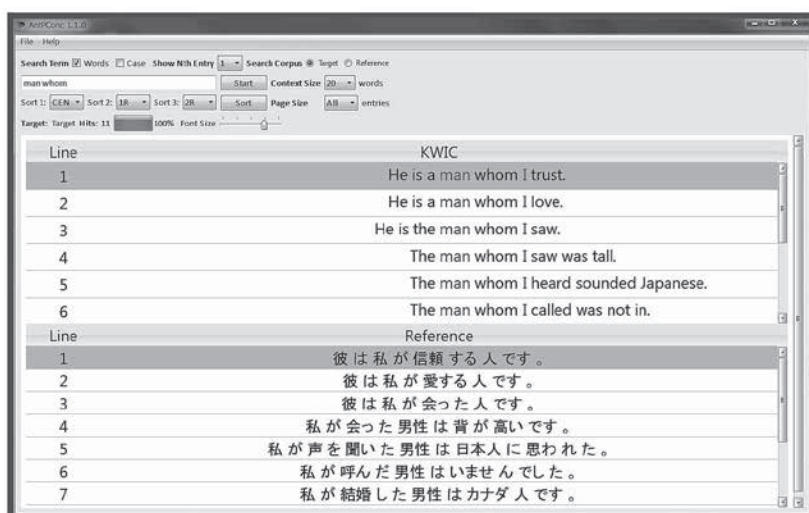 AntPConc 1.1.0
File Help
Search Term Words Case Show Nth Entry 1 Search Corpus Target Reference
man whom Start Context Size 20 words
Sort 1: CEN Sort 2: 1R Sort 3: 2R Sort Page Size All entries
Target: Target Hits: 11 100% Font Size
Line KWIC
1 He is a man whom I trust.
2 He is a man whom I love.
3 He is the man whom I saw.
4 The man whom I saw was tall.
5 The man whom I heard sounded Japanese.
6 The man whom I called was not in.
Line Reference
1 彼 は 私 が 信頼 する 人 です 。
2 彼 は 私 が 愛する 人 です 。
3 彼 は 私 が 会っ た 人 です 。
4 私 が 会っ た 男性 は 背 が 高い です 。
5 私 が 声 を 聞い た 男性 は 日本人 に 思わ れ た 。
6 私 が 呼ん だ 男性 は いませ ん でし た 。
7 私 が 結婚 し た 男性 は カナダ 人 です 。